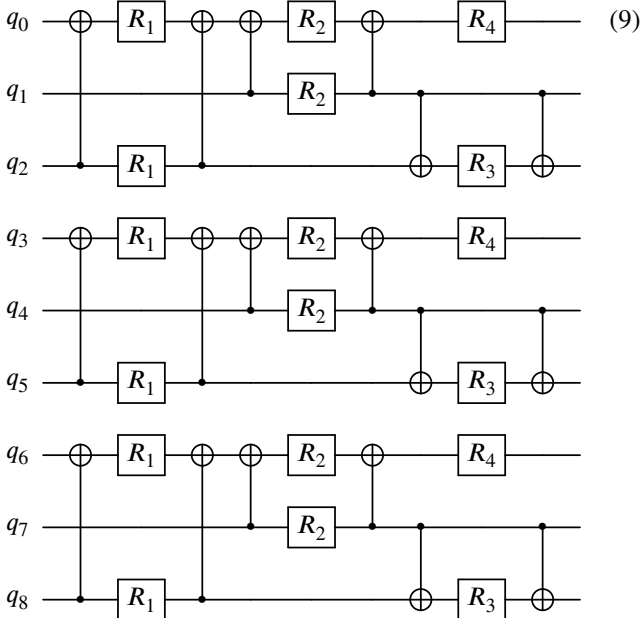 q₀ R₁ R₂ R₄ (9)
q₁ R₂
q₂ R₁ R₃
q₃ R₁ R₂ R₄
q₄ R₂
q₅ R₁ R₃
q₆ R₁ R₂ R₄
q₇ R₂
q₈ R₁ R₃